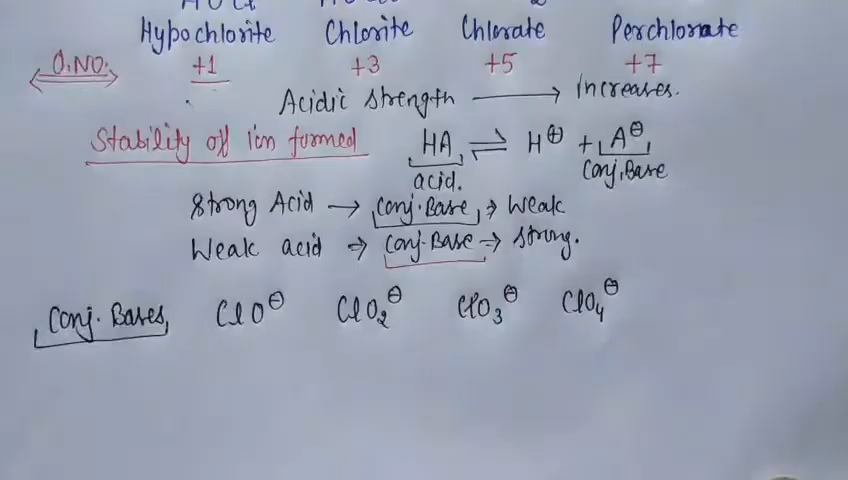 HOCl
Hypochlorite Chlorite Chlorate Perchlorate
O.NO. +1 +3 +5 +7
Acidic strength ⟶ Increases.
Stability of ion formed HA ⇌ H⊕ + A⊖
acid. Conj. Base
Strong Acid → Conj. Base → Weak
Weak acid → Conj. Base → strong.
Conj. Bases ClO⊖ ClO₂⊖ ClO₃⊖ ClO₄⊖